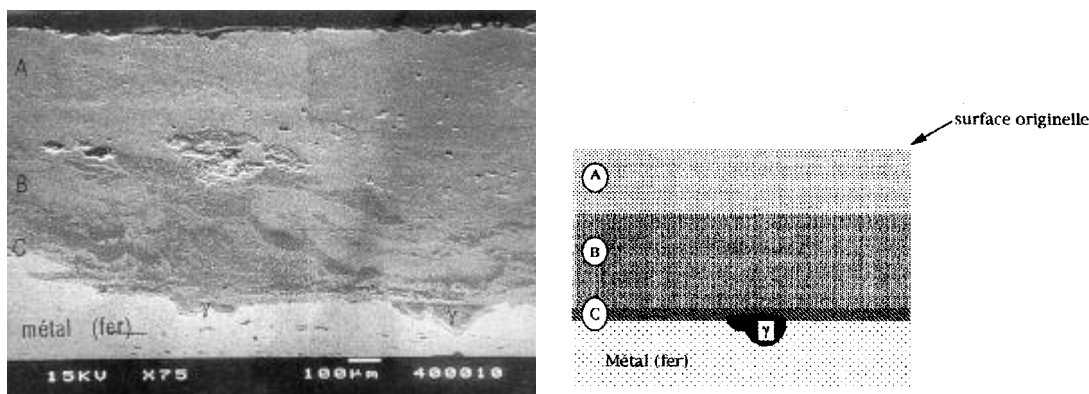 A
B
C
γ
γ
métal (fer)
15KV X75 100μm 400010
surface originelle
A
B
C
γ
Métal (fer)